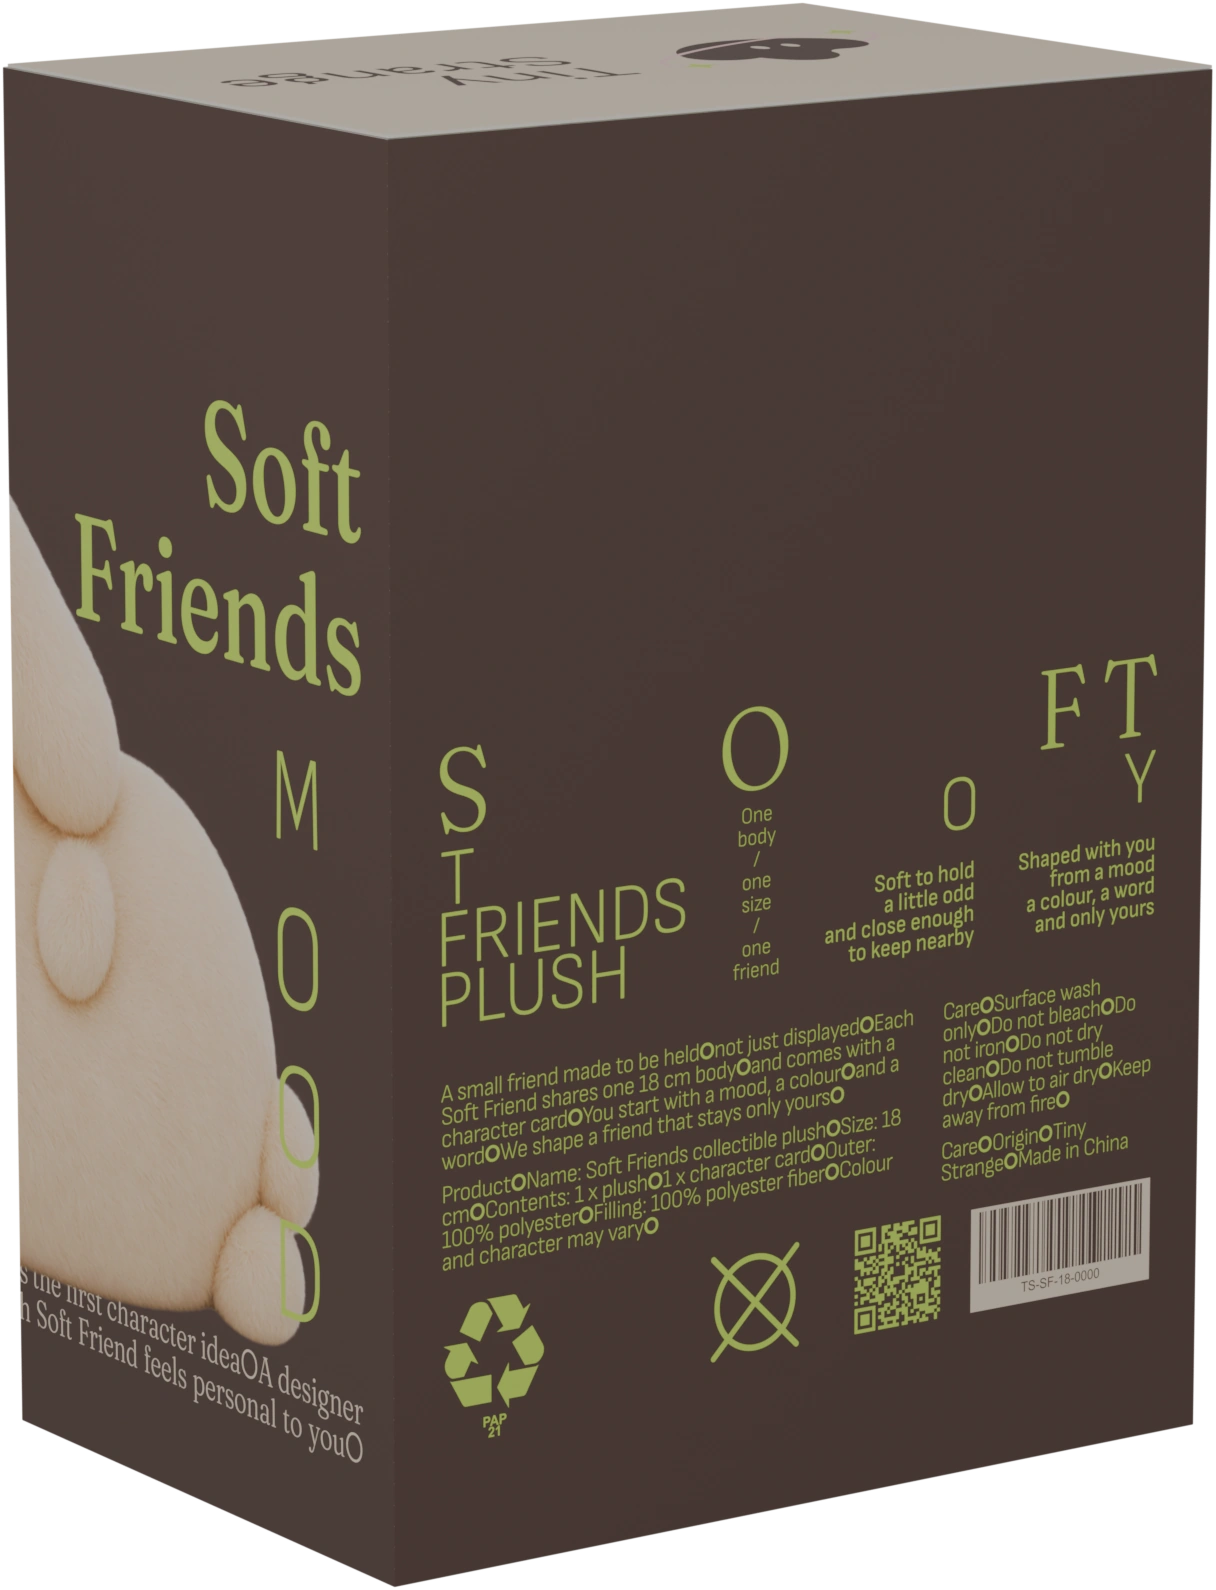 Tiny
Strange
Soft
Friends
M
O
O
D
the first character ideaOA designer
Soft Friend feels personal to youO
S O F T
T O Y
FRIENDS
PLUSH
One
body
/
one
size
/
one
friend
Soft to hold
a little odd
and close enough
to keep nearby
Shaped with you
from a mood
a colour, a word
and only yours
A small friend made to be heldOnot just displayedOEach
Soft Friend shares one 18 cm bodyOand comes with a
character cardOYou start with a mood, a colourOand a
wordOWe shape a friend that stays only yoursO
ProductOName: Soft Friends collectible plushOSize: 18
cmOContents: 1 x plushO1 x character cardOOuter:
100% polyesterOFilling: 100% polyester fiberOColour
and character may varyO
CareOSurface wash
onlyODo not bleachODo
not ironODo not dry
cleanODo not tumble
dryOAllow to air dryOKeep
away from fireO
CareOOriginOTiny
StrangeOMade in China
PAP
21
TS-SF-18-0000